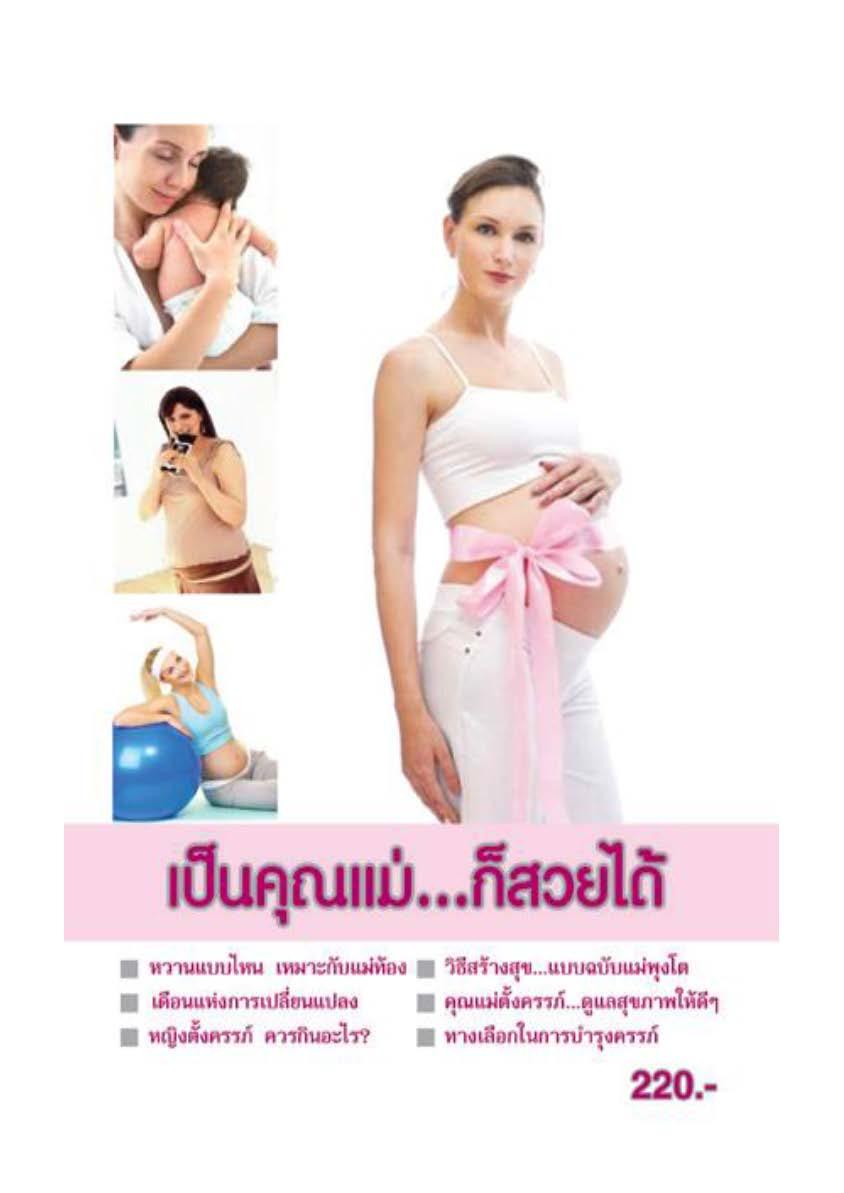 เป็นคุณแม่...ก็สวยได้
หวานแบบไหน เหมาะกับแม่ท้อง
เดือนแห่งการเปลี่ยนแปลง
หญิงตั้งครรภ์ ควรกินอะไร?
วิธีสร้างสุข...แบบฉบับแม่พุงโต
คุณแม่ตั้งครรภ์...ดูแลสุขภาพให้ดีๆ
ทางเลือกในการบำรุงครรภ์
220.-